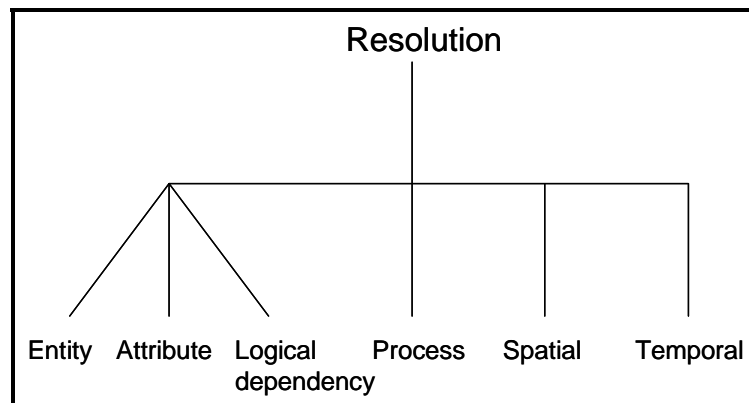 Resolution
Entity
Attribute
Logical
dependency
Process
Spatial
Temporal